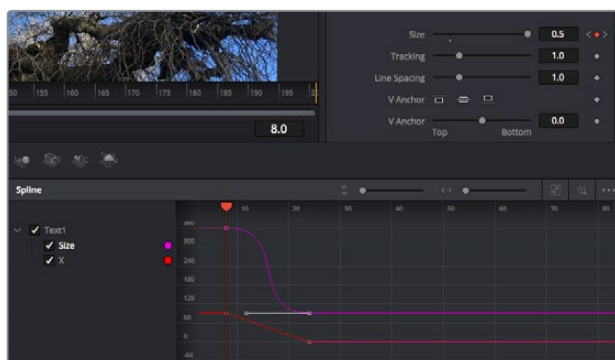 Size 0.5
Tracking 1.0
150 155 160 165 170 175 180 185 190 195 2
Line Spacing 1.0
V Anchor
8.0
V Anchor 0.0
Top Bottom
Spline
10 20 30 40 50 60 70 80
Text1
Size
X
300
240
180
120
60
0
-60